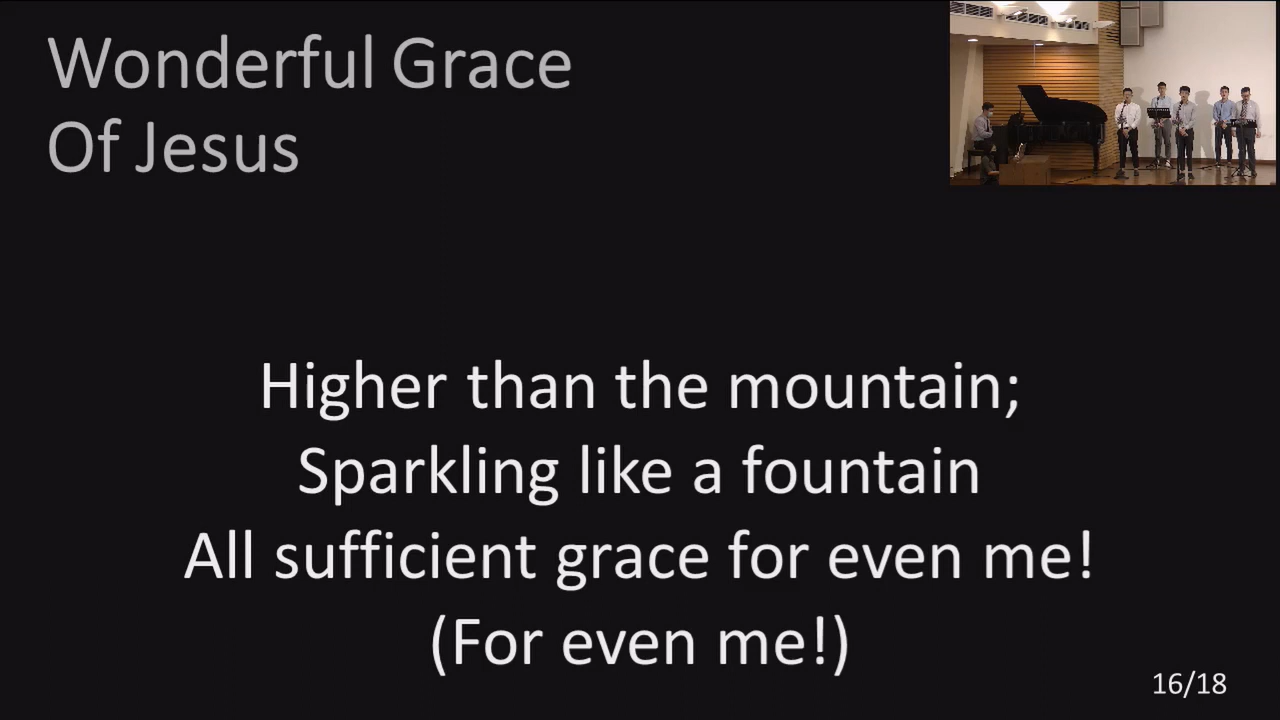 Wonderful Grace
Of Jesus
Higher than the mountain;
Sparkling like a fountain
All sufficient grace for even me!
(For even me!)
16/18